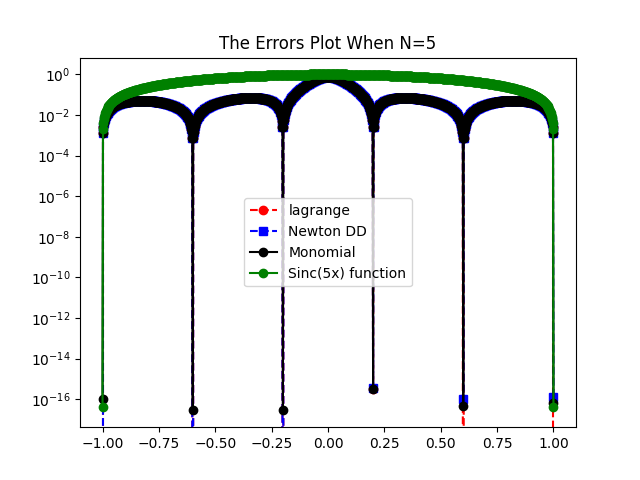 The Errors Plot When N=5
10⁰
10⁻²
10⁻⁴
10⁻⁶
10⁻⁸
10⁻¹⁰
10⁻¹²
10⁻¹⁴
10⁻¹⁶
lagrange
Newton DD
Monomial
Sinc(5x) function
−1.00 −0.75 −0.50 −0.25 0.00 0.25 0.50 0.75 1.00